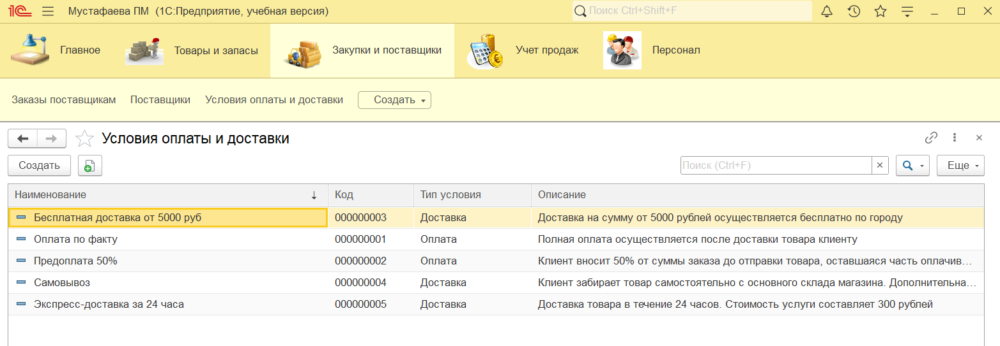 1С Мустафаева ПМ (1С:Предприятие, учебная версия) Поиск Ctrl+Shift+F
Главное Товары и запасы Закупки и поставщики Учет продаж Персонал
Заказы поставщикам Поставщики Условия оплаты и доставки Создать
Условия оплаты и доставки
Создать Поиск (Ctrl+F) Еще
Наименование Код Тип условия Описание
Бесплатная доставка от 5000 руб 000000003 Доставка Доставка на сумму от 5000 рублей осуществляется бесплатно по городу
Оплата по факту 000000001 Оплата Полная оплата осуществляется после доставки товара клиенту
Предоплата 50% 000000002 Оплата Клиент вносит 50% от суммы заказа до отправки товара, оставшаяся часть оплачив…
Самовывоз 000000004 Доставка Клиент забирает товар самостоятельно с основного склада магазина. Дополнительна…
Экспресс-доставка за 24 часа 000000005 Доставка Доставка товара в течение 24 часов. Стоимость услуги составляет 300 рублей